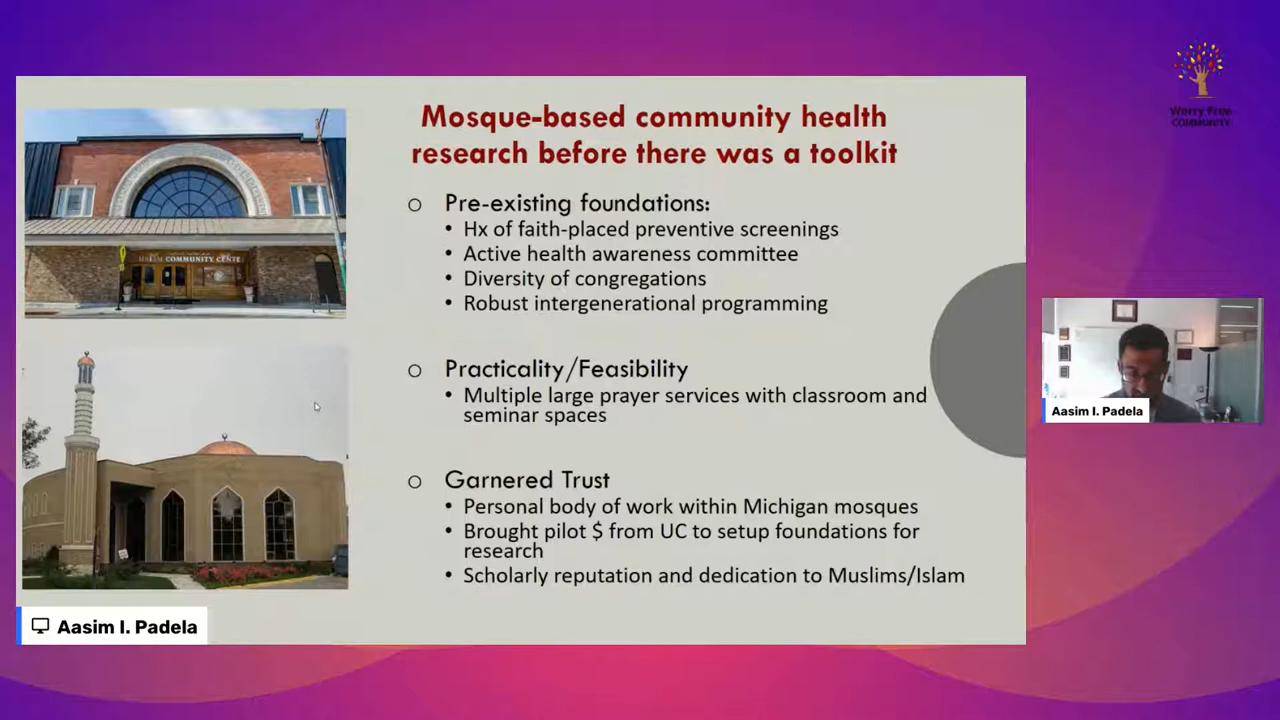 Worry Free
COMMUNITY
Mosque-based community health
research before there was a toolkit
Pre-existing foundations:
• Hx of faith-placed preventive screenings
• Active health awareness committee
• Diversity of congregations
• Robust intergenerational programming
Practicality/Feasibility
• Multiple large prayer services with classroom and
seminar spaces
Garnered Trust
• Personal body of work within Michigan mosques
• Brought pilot $ from UC to setup foundations for
research
• Scholarly reputation and dedication to Muslims/Islam
COMMUNITY
Aasim I. Padela
Aasim I. Padela